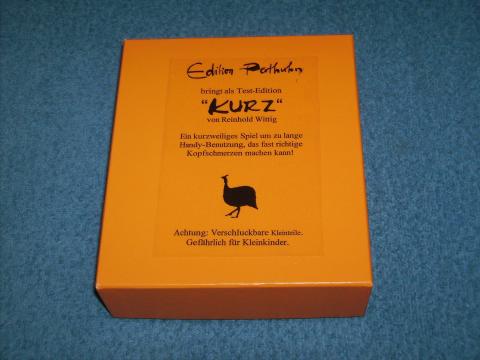 Edition Perlhuhn
bringt als Test-Edition
"KURZ"
von Reinhold Wittig
Ein kurzweiliges Spiel um zu lange
Handy-Benutzung, das fast richtige
Kopfschmerzen machen kann!
Achtung: Verschluckbare Kleinteile.
Gefährlich für Kleinkinder.